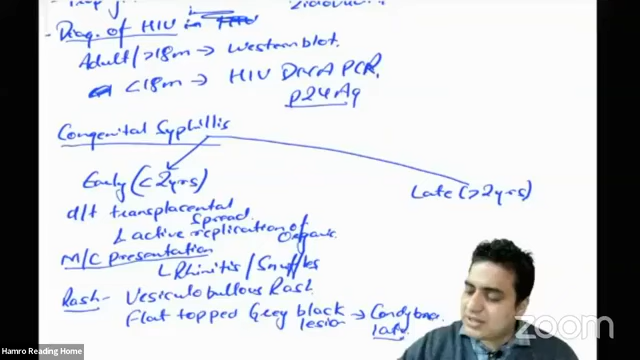 - Diag. of HIV in
Adult / >18m → Western blot.
<18m → HIV DNA PCR,
p24 Ag
Congenital Syphillis
Early (<2yrs)
Late (>2yrs)
d/t transplacental spread.
↳ active replication of organis.
M/C presentation
↳ Rhinitis / Snuffles
Rash - Vesiculobullous Rash
Flat topped Grey black lesion → Condyloma lata
zoom
Hamro Reading Home